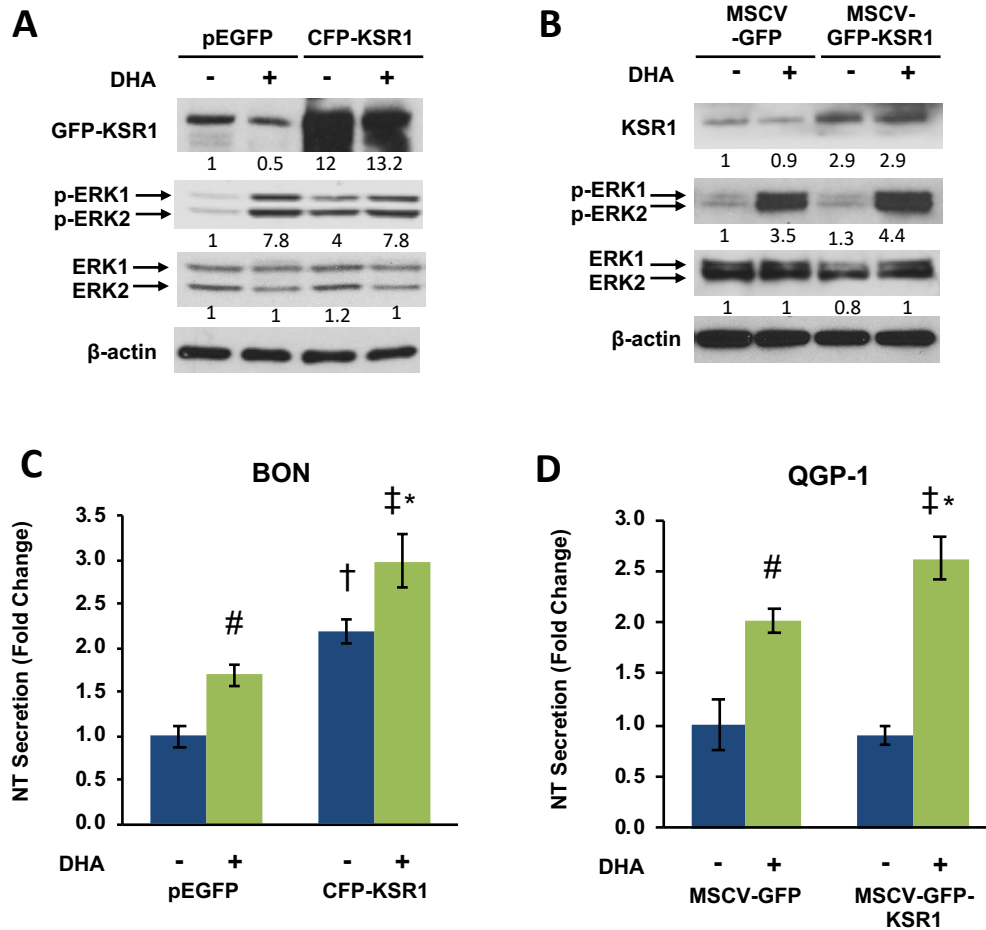 A
pEGFP CFP-KSR1
DHA - + - +
GFP-KSR1
1 0.5 12 13.2
p-ERK1
p-ERK2
1 7.8 4 7.8
ERK1
ERK2
1 1 1.2 1
β-actin
B
MSCV
-GFP
MSCV-
GFP-KSR1
DHA - + - +
KSR1
1 0.9 2.9 2.9
p-ERK1
p-ERK2
1 3.5 1.3 4.4
ERK1
ERK2
1 1 0.8 1
β-actin
C
BON
NT Secretion (Fold Change)
3.5
3.0
2.5
2.0
1.5
1.0
0.5
0.0
#
†
‡*
DHA - + - +
pEGFP CFP-KSR1
D
QGP-1
NT Secretion (Fold Change)
3.0
2.5
2.0
1.5
1.0
0.5
0.0
#
‡*
DHA - + - +
MSCV-GFP MSCV-GFP-
KSR1